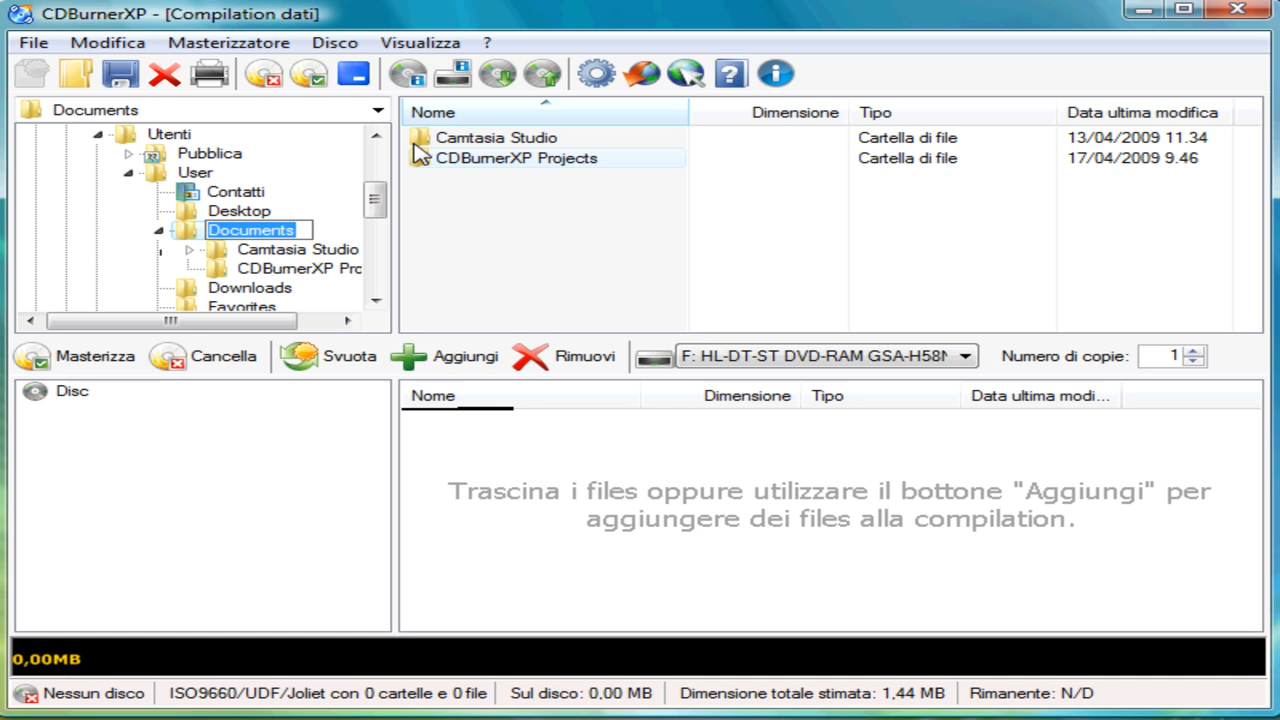 CDBurnerXP - [Compilation dati]
File Modifica Masterizzatore Disco Visualizza ?
Documents
Utenti
Pubblica
User
Contatti
Desktop
Documents
Camtasia Studio
CDBurnerXP Prc
Downloads
Favorites
Nome Dimensione Tipo Data ultima modifica
Camtasia Studio Cartella di file 13/04/2009 11.34
CDBurnerXP Projects Cartella di file 17/04/2009 9.46
Masterizza Cancella Svuota Aggiungi Rimuovi F: HL-DT-ST DVD-RAM GSA-H58N Numero di copie: 1
Disc
Nome Dimensione Tipo Data ultima modi...
Trascina i files oppure utilizzare il bottone "Aggiungi" per
aggiungere dei files alla compilation.
0,00MB
Nessun disco ISO9660/UDF/Joliet con 0 cartelle e 0 file Sul disco: 0,00 MB Dimensione totale stimata: 1,44 MB Rimanente: N/D